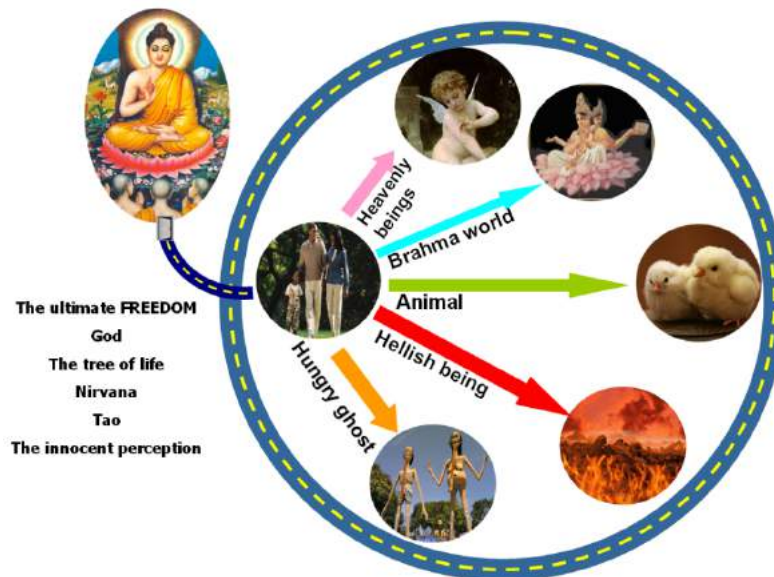 The ultimate FREEDOM
God
The tree of life
Nirvana
Tao
The innocent perception
Heavenly
beings
Brahma world
Animal
Hellish being
Hungry ghost